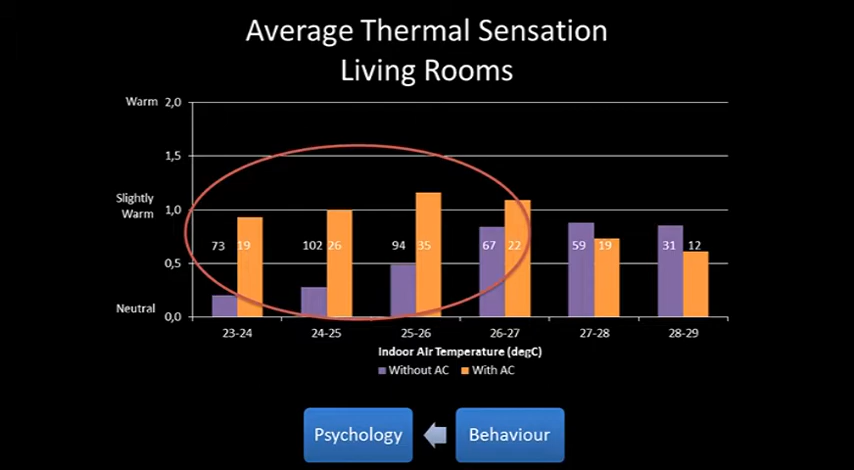 Average Thermal Sensation
Living Rooms
Warm 2,0
1,5
Slightly
Warm
1,0
73 19 102 26 94 35 67 22 59 19 31 12
0,5
Neutral 0,0
23-24 24-25 25-26 26-27 27-28 28-29
Indoor Air Temperature (degC)
Without AC With AC
Psychology Behaviour